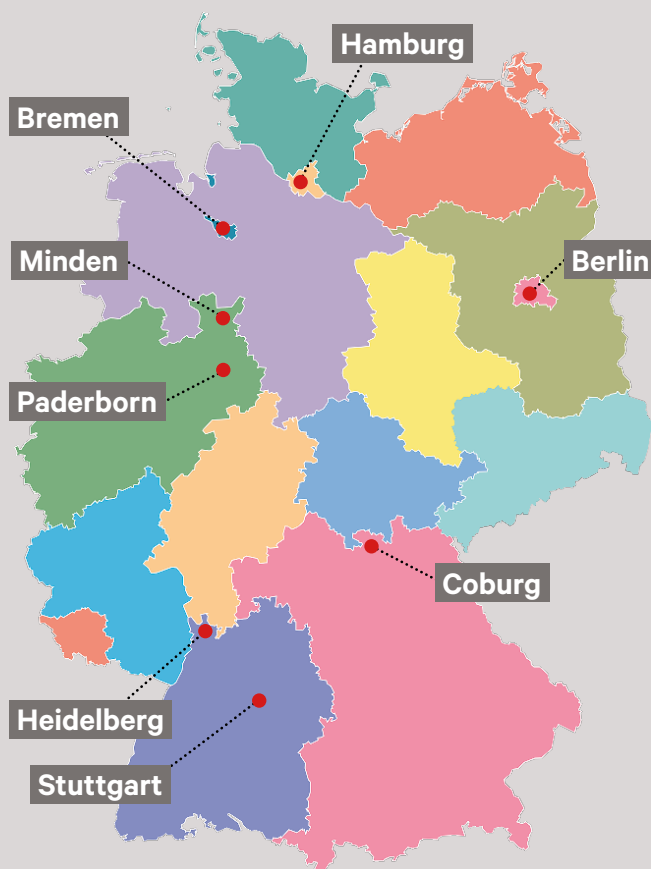 Hamburg
Bremen
Minden
Berlin
Paderborn
Coburg
Heidelberg
Stuttgart